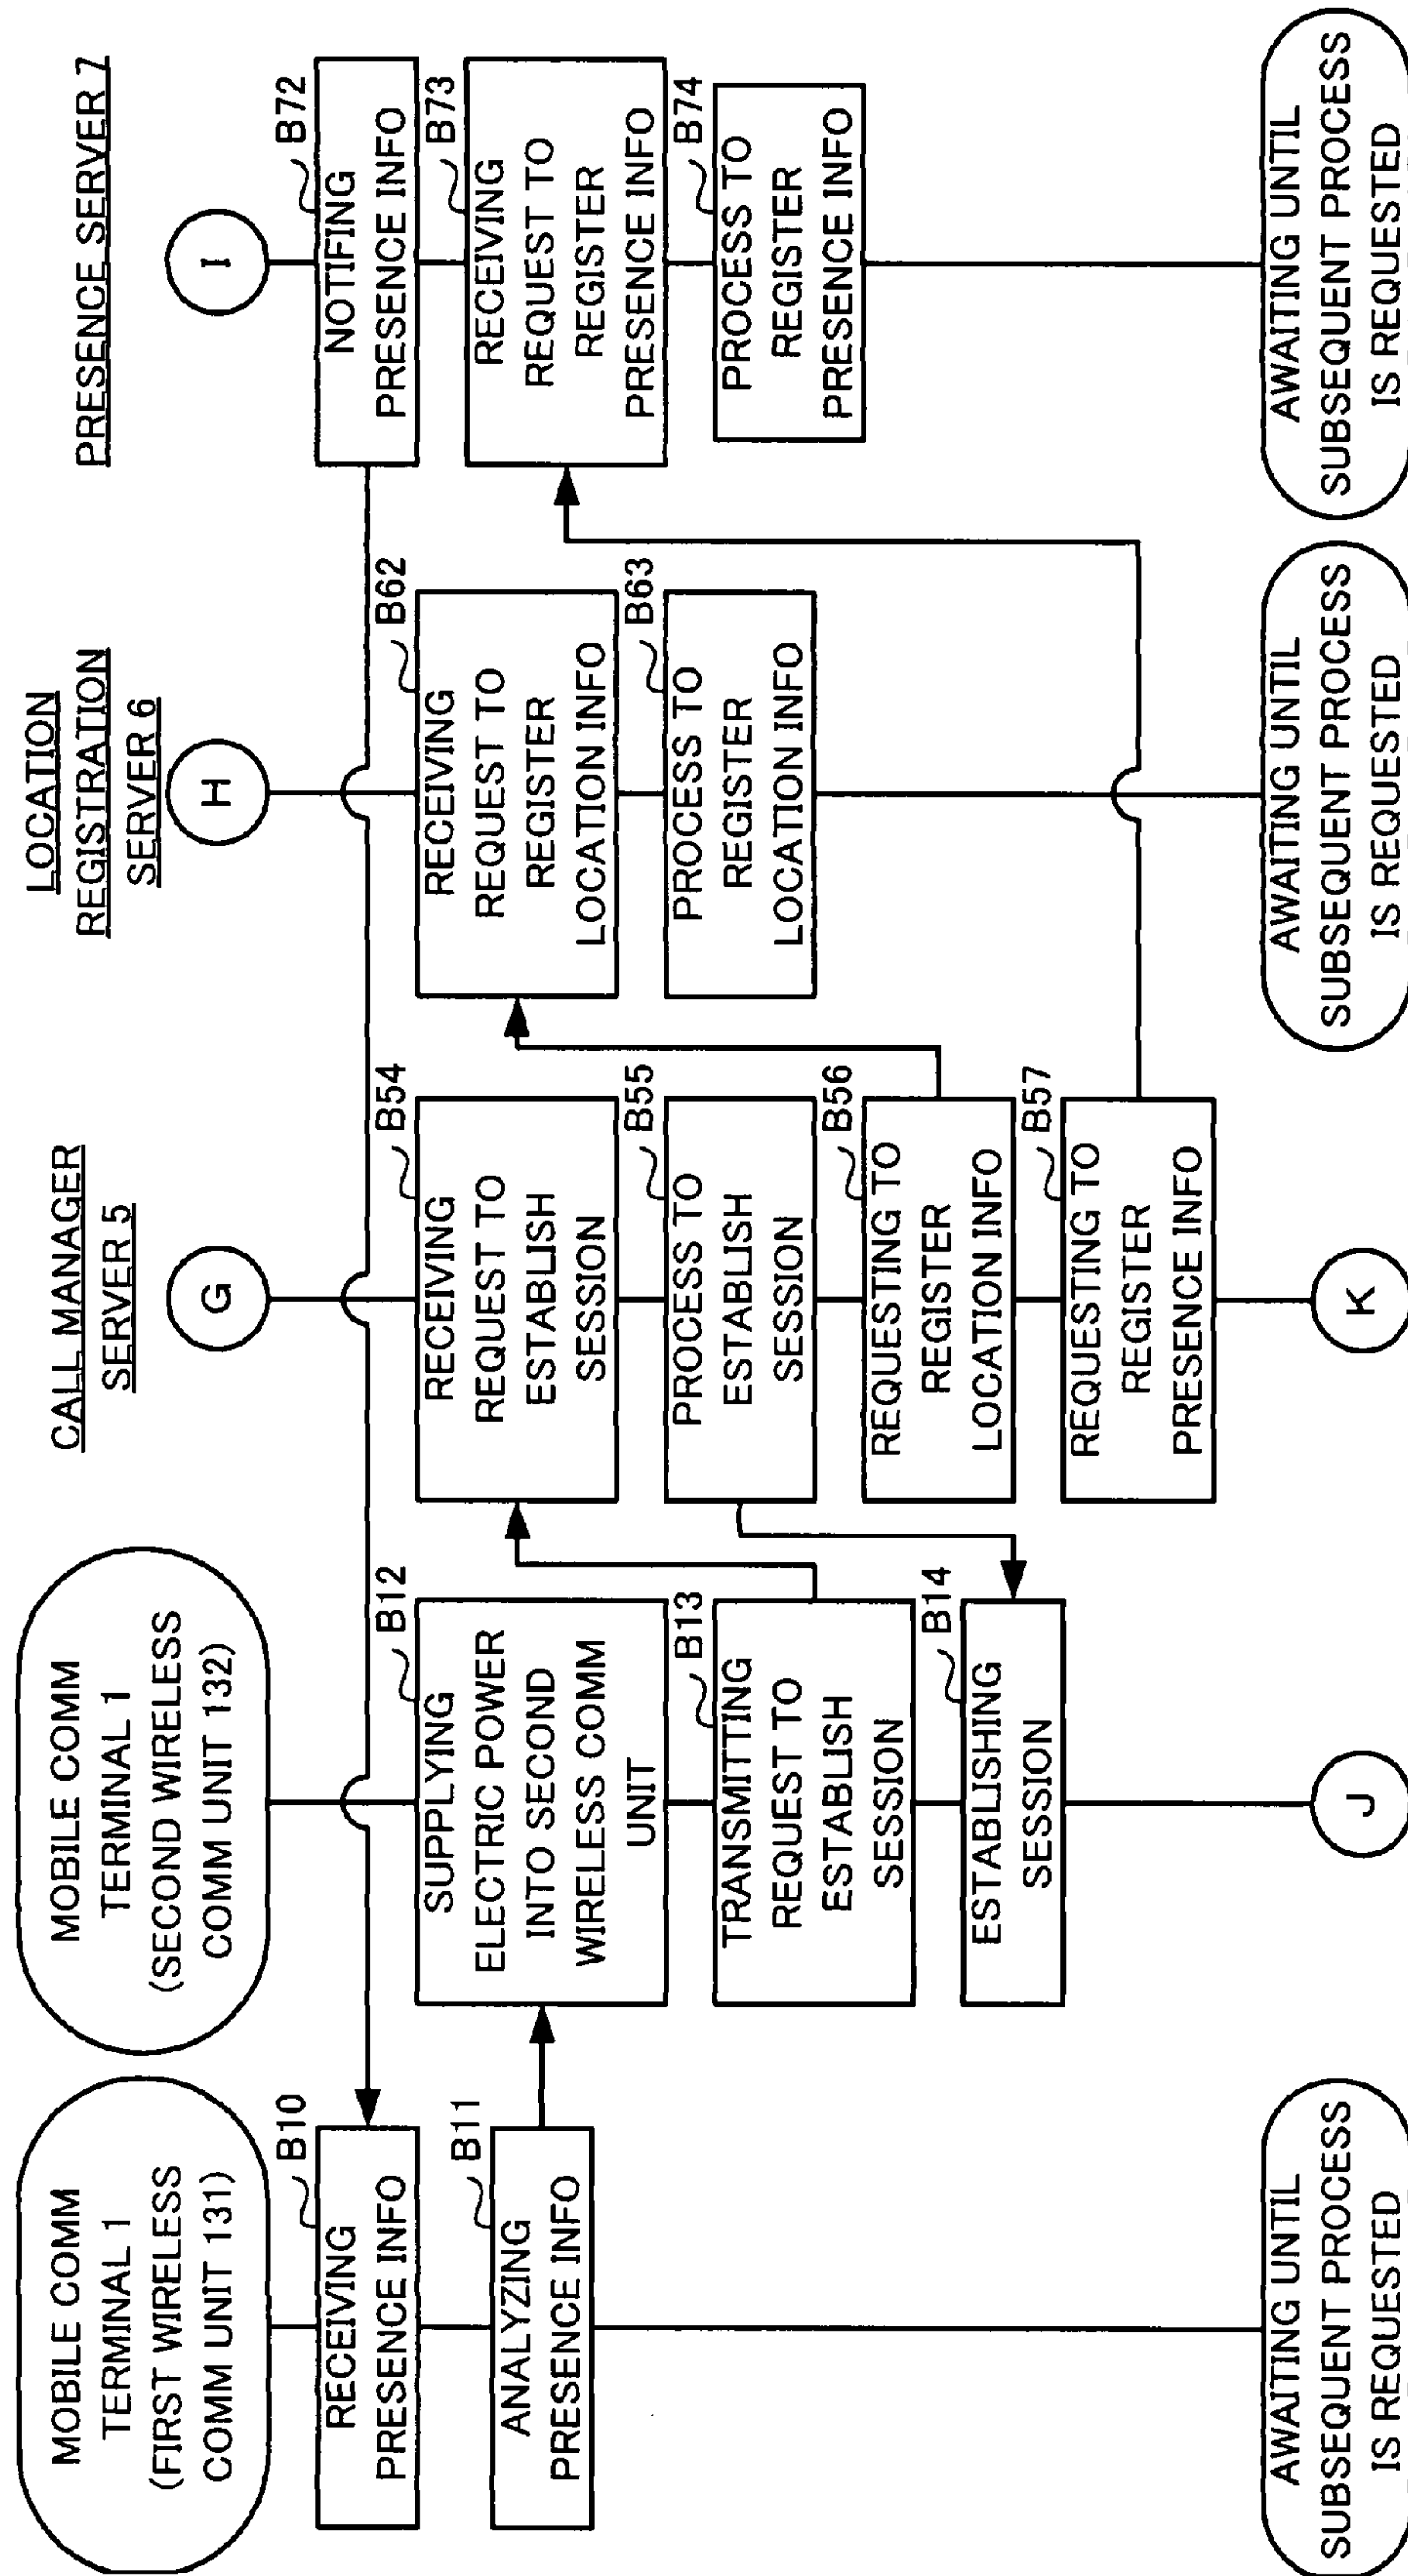 MOBILE COMM
TERMINAL 1
(FIRST WIRELESS
COMM UNIT 131)
B10
RECEIVING
PRESENCE INFO
B11
ANALYZING
PRESENCE INFO
AWAITING UNTIL
SUBSEQUENT PROCESS
IS REQUESTED
MOBILE COMM
TERMINAL 1
(SECOND WIRELESS
COMM UNIT 132)
B12
SUPPLYING
ELECTRIC POWER
INTO SECOND
WIRELESS COMM
UNIT
B13
TRANSMITTING
REQUEST TO
ESTABLISH
SESSION
B14
ESTABLISHING
SESSION
J
CALL MANAGER
SERVER 5
G
B54
RECEIVING
REQUEST TO
ESTABLISH
SESSION
B55
PROCESS TO
ESTABLISH
SESSION
B56
REQUESTING TO
REGISTER
LOCATION INFO
B57
REQUESTING TO
REGISTER
PRESENCE INFO
K
LOCATION
REGISTRATION
SERVER 6
H
B62
RECEIVING
REQUEST TO
REGISTER
LOCATION INFO
B63
PROCESS TO
REGISTER
LOCATION INFO
AWAITING UNTIL
SUBSEQUENT PROCESS
IS REQUESTED
PRESENCE SERVER 7
I
B72
NOTIFING
PRESENCE INFO
B73
RECEIVING
REQUEST TO
REGISTER
PRESENCE INFO
B74
PROCESS TO
REGISTER
PRESENCE INFO
AWAITING UNTIL
SUBSEQUENT PROCESS
IS REQUESTED